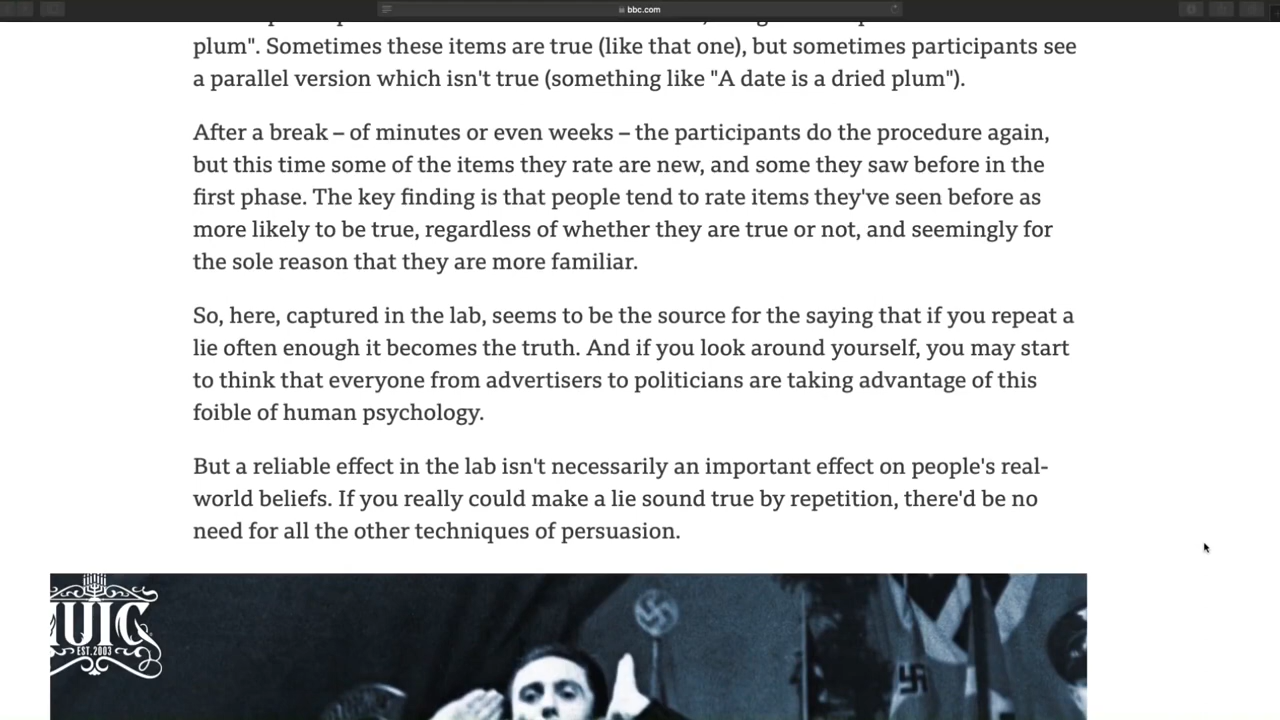 bbc.com
plum". Sometimes these items are true (like that one), but sometimes participants see
a parallel version which isn't true (something like "A date is a dried plum").
After a break – of minutes or even weeks – the participants do the procedure again,
but this time some of the items they rate are new, and some they saw before in the
first phase. The key finding is that people tend to rate items they've seen before as
more likely to be true, regardless of whether they are true or not, and seemingly for
the sole reason that they are more familiar.
So, here, captured in the lab, seems to be the source for the saying that if you repeat a
lie often enough it becomes the truth. And if you look around yourself, you may start
to think that everyone from advertisers to politicians are taking advantage of this
foible of human psychology.
But a reliable effect in the lab isn't necessarily an important effect on people's real-
world beliefs. If you really could make a lie sound true by repetition, there'd be no
need for all the other techniques of persuasion.
IUIC
EST. 2003